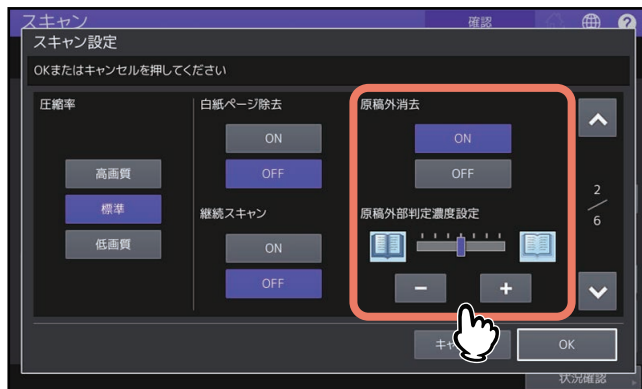 スキャン
確認
?
スキャン設定
OKまたはキャンセルを押してください
圧縮率
高画質
標準
低画質
白紙ページ除去
ON
OFF
継続スキャン
ON
OFF
原稿外消去
ON
OFF
原稿外部判定濃度設定
− +
2
6
キャ
OK
状況確認